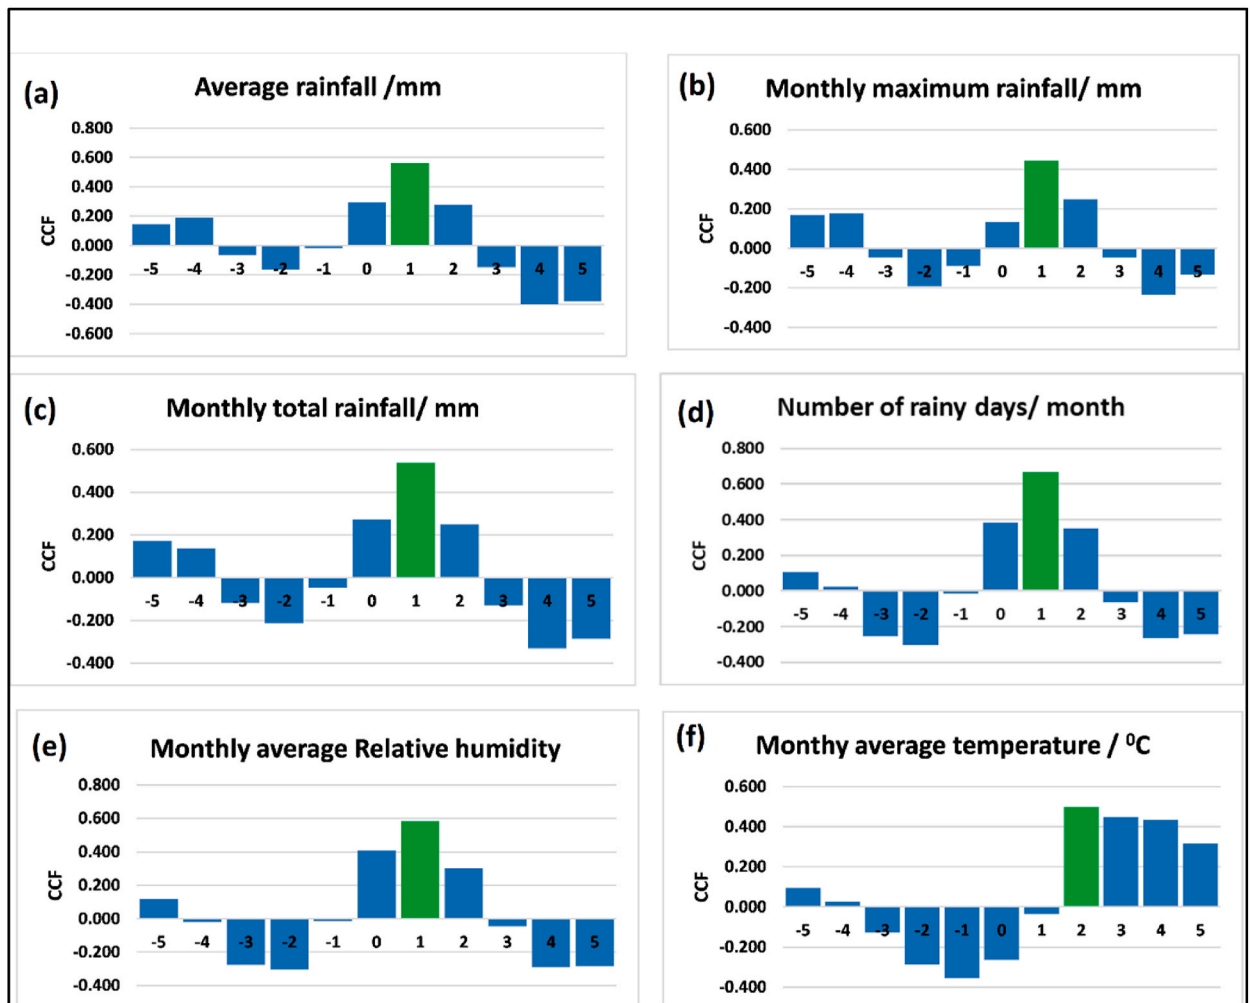 (a)
Average rainfall /mm
0.800
0.600
0.400
0.200
0.000
-0.200
-0.400
-0.600
CCF
-5 -4 -3 -2 -1 0 1 2 3 4 5
(b)
Monthly maximum rainfall/ mm
0.600
0.400
0.200
0.000
-0.200
-0.400
CCF
-5 -4 -3 -2 -1 0 1 2 3 4 5
(c)
Monthly total rainfall/ mm
0.600
0.400
0.200
0.000
-0.200
-0.400
CCF
-5 -4 -3 -2 -1 0 1 2 3 4 5
(d)
Number of rainy days/ month
0.800
0.600
0.400
0.200
0.000
-0.200
-0.400
CCF
-5 -4 -3 -2 -1 0 1 2 3 4 5
(e)
Monthly average Relative humidity
0.800
0.600
0.400
0.200
0.000
-0.200
-0.400
CCF
-5 -4 -3 -2 -1 0 1 2 3 4 5
(f)
Monthy average temperature / ⁰C
0.600
0.400
0.200
0.000
-0.200
-0.400
CCF
-5 -4 -3 -2 -1 0 1 2 3 4 5